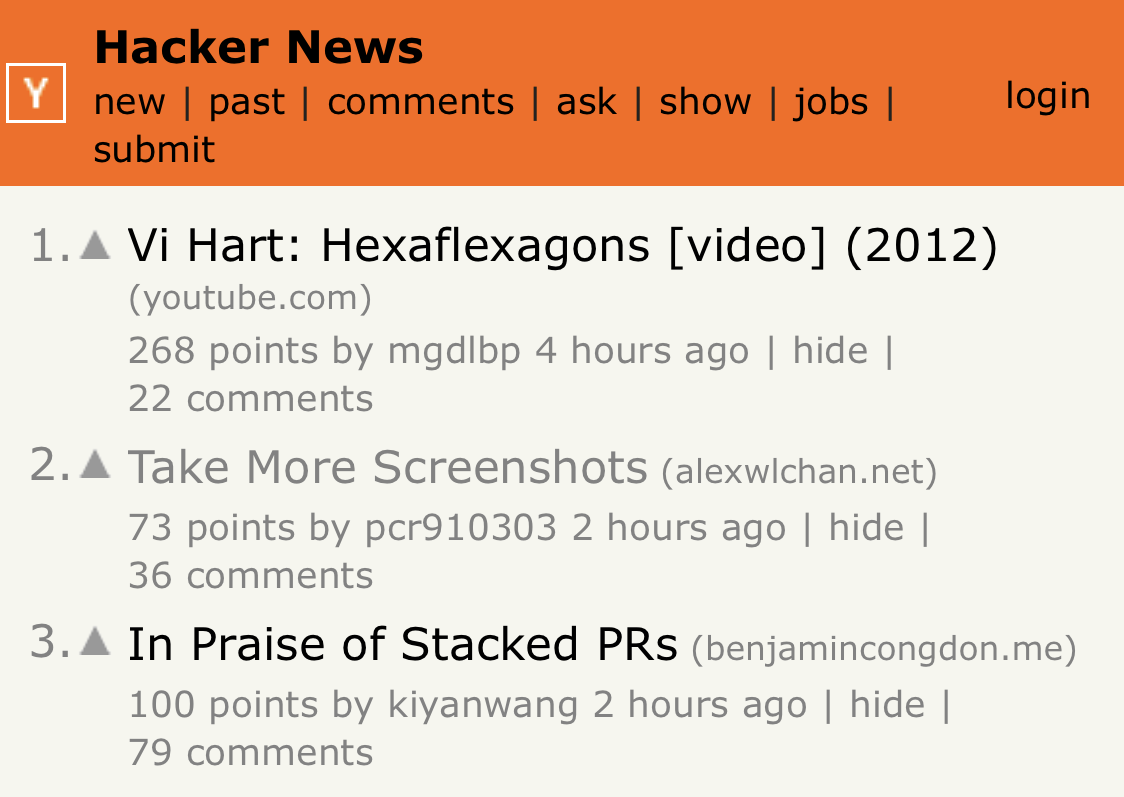 Hacker News
Y
new | past | comments | ask | show | jobs |
login
submit
1. ▲ Vi Hart: Hexaflexagons [video] (2012)
(youtube.com)
268 points by mgdlbp 4 hours ago | hide |
22 comments
2. ▲ Take More Screenshots (alexwlchan.net)
73 points by pcr910303 2 hours ago | hide |
36 comments
3. ▲ In Praise of Stacked PRs (benjamincongdon.me)
100 points by kiyanwang 2 hours ago | hide |
79 comments